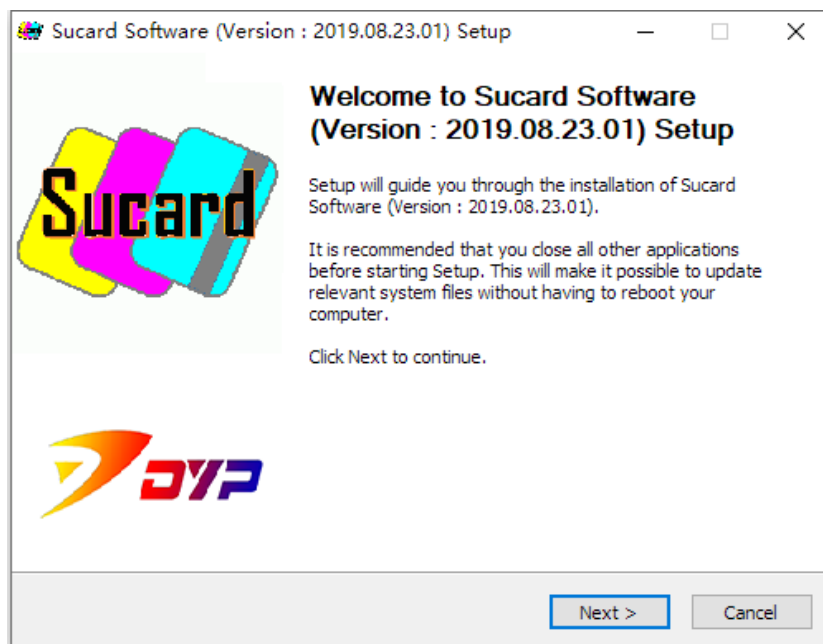 Sucard Software (Version : 2019.08.23.01) Setup
Welcome to Sucard Software
(Version : 2019.08.23.01) Setup
Setup will guide you through the installation of Sucard
Software (Version : 2019.08.23.01).
It is recommended that you close all other applications
before starting Setup. This will make it possible to update
relevant system files without having to reboot your
computer.
Click Next to continue.
Sucard
DYP
Next >
Cancel